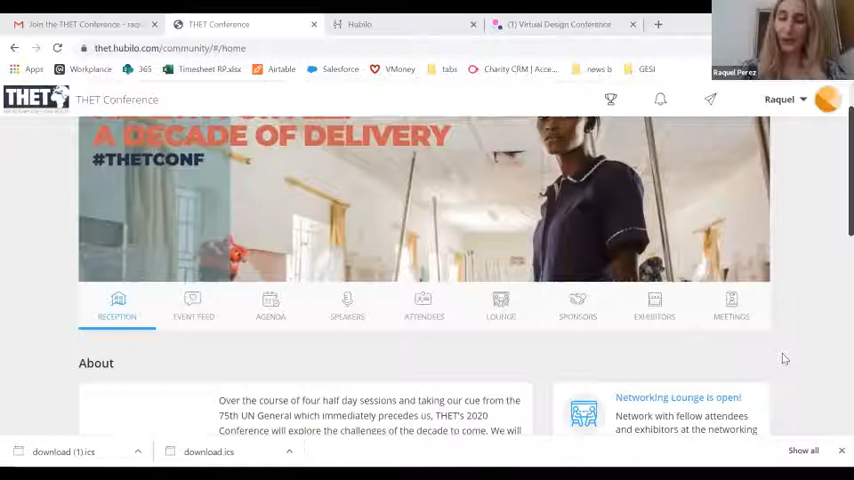 Join the THET Conference - raq
THET Conference
Hubilo
(1) Virtual Design Conference
thet.hubilo.com/community/#/home
Apps
Workplance
365
Timesheet RP.xlsx
Airtable
Salesforce
VMoney
tabs
Charity CRM | Acce...
news b
GESI
Raquel Perez
THET
THET Conference
Raquel
A DECADE OF DELIVERY
#THETCONF
RECEPTION
EVENT FEED
AGENDA
SPEAKERS
ATTENDEES
LOUNGE
SPONSORS
EXHIBITORS
MEETINGS
About
Over the course of four half day sessions and taking our cue from the
75th UN General which immediately precedes us, THET's 2020
Conference will explore the challenges of the decade to come. We will
Networking Lounge is open!
Network with fellow attendees
and exhibitors at the networking
download (1).ics
download.ics
Show all